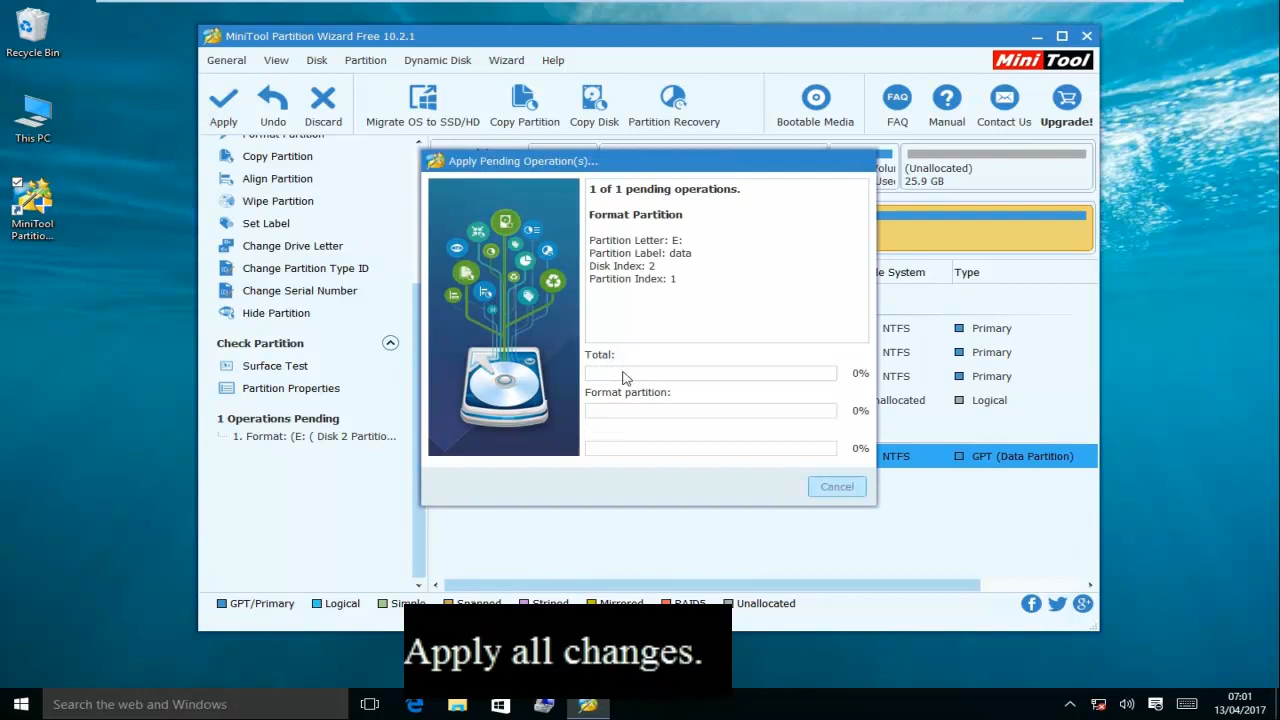 Recycle Bin
This PC
MiniTool
Partitio...
MiniTool Partition Wizard Free 10.2.1
General View Disk Partition Dynamic Disk Wizard Help
Mini Tool
Apply Undo Discard Migrate OS to SSD/HD Copy Partition Copy Disk Partition Recovery Bootable Media FAQ FAQ Manual Contact Us Upgrade!
Format Partition
Copy Partition
Align Partition
Wipe Partition
Set Label
Change Drive Letter
Change Partition Type ID
Change Serial Number
Hide Partition
Check Partition
Surface Test
Partition Properties
1 Operations Pending
1. Format: (E: ( Disk 2 Partitio...
Apply Pending Operation(s)...
1 of 1 pending operations.
Format Partition
Partition Letter: E:
Partition Label: data
Disk Index: 2
Partition Index: 1
Total:
0%
Format partition:
0%
0%
Cancel
(Unallocated)
25.9 GB
Type
NTFS Primary
NTFS Primary
NTFS Primary
Logical
NTFS GPT (Data Partition)
GPT/Primary Logical Simple Spanned Striped Mirrored RAID5 Unallocated
Apply all changes.
Search the web and Windows
07:01
13/04/2017